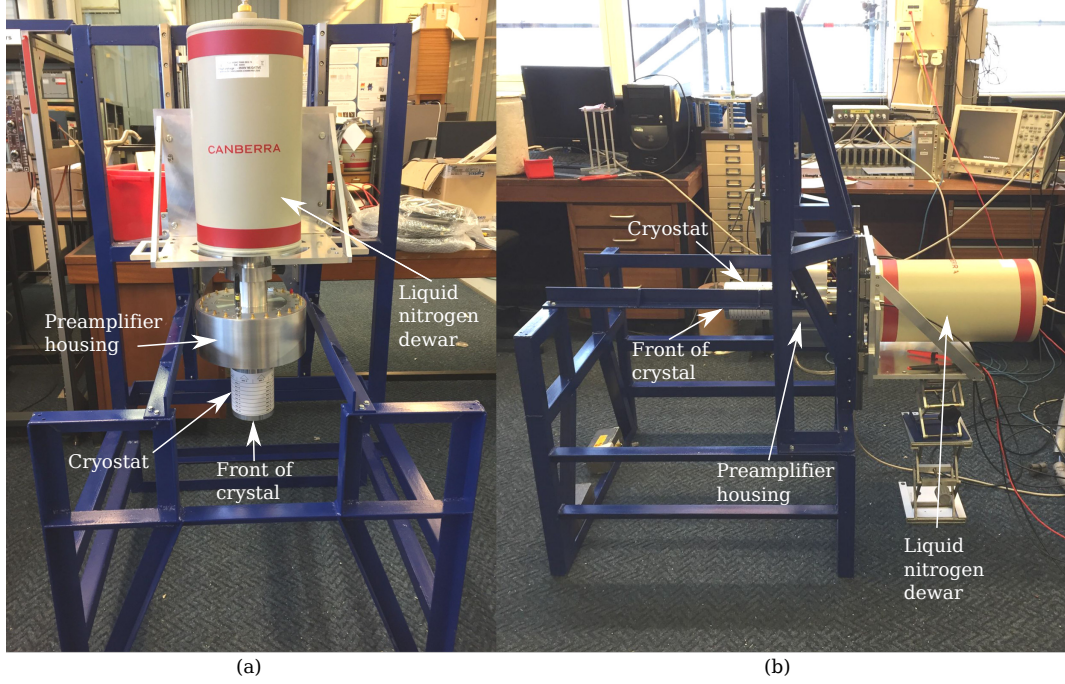 CANBERRA
Liquid
nitrogen
dewar
Preamplifier
housing
Cryostat
Front of
crystal
(a)
Cryostat
Front of
crystal
Preamplifier
housing
Liquid
nitrogen
dewar
(b)